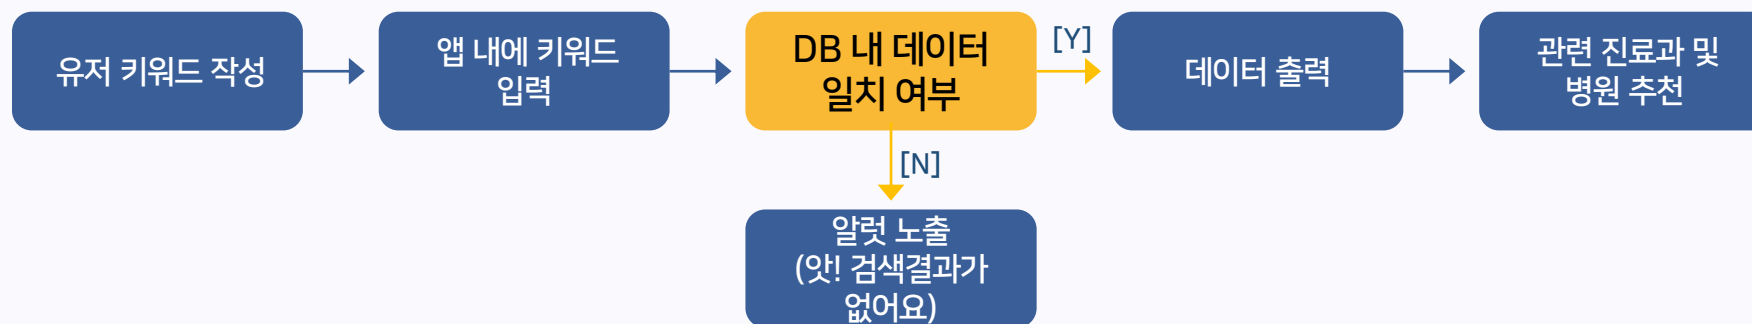 유저 키워드 작성
앱 내에 키워드
입력
DB 내 데이터
일치 여부
[Y]
데이터 출력
관련 진료과 및
병원 추천
[N]
알럿 노출
(앗! 검색결과가
없어요)